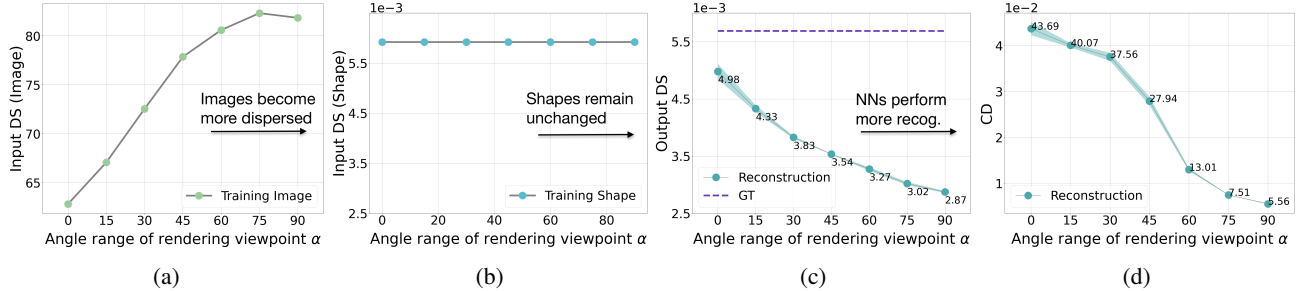 80
75
70
65
Input DS (Image)
Images become
more dispersed
Training Image
0 15 30 45 60 75 90
Angle range of rendering viewpoint α
(a)
1e−3
5.5
4.5
3.5
2.5
Input DS (Shape)
Shapes remain
unchanged
Training Shape
0 20 40 60 80
Angle range of rendering viewpoint α
(b)
1e−3
5.5
4.5
3.5
2.5
Output DS
4.98
4.33
3.83
3.54
3.27
3.02
2.87
NNs perform
more recog.
Reconstruction
GT
0 15 30 45 60 75 90
Angle range of rendering viewpoint α
(c)
1e−2
4
3
2
1
CD
43.69
40.07
37.56
27.94
13.01
7.51
5.56
Reconstruction
0 15 30 45 60 75 90
Angle range of rendering viewpoint α
(d)